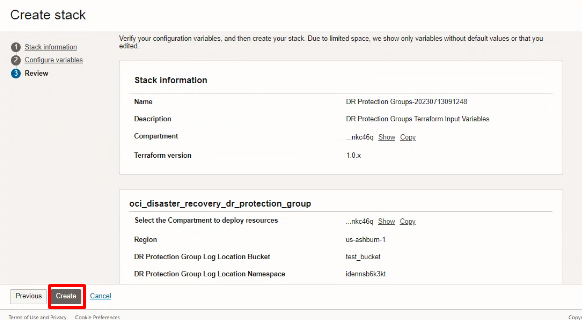 Create stack
1 Stack information
2 Configure variables
3 Review
Verify your configuration variables, and then create your stack. Due to limited space, we show only variables without default values or that you
edited
Stack information
Name DR Protection Groups-20230713091248
Description DR Protection Groups Terraform Input Variables
Compartment ...nkc46q Show Copy
Terraform version 1.0.x
oci_disaster_recovery_dr_protection_group
Select the Compartment to deploy resources ...nkc46q Show Copy
Region us-ashburn-1
DR Protection Group Log Location Bucket test_bucket
DR Protection Group Log Location Namespace idennsb6k3kt
Previous Create Cancel
Terms of Use and Privacy Cookie Preferences Copy